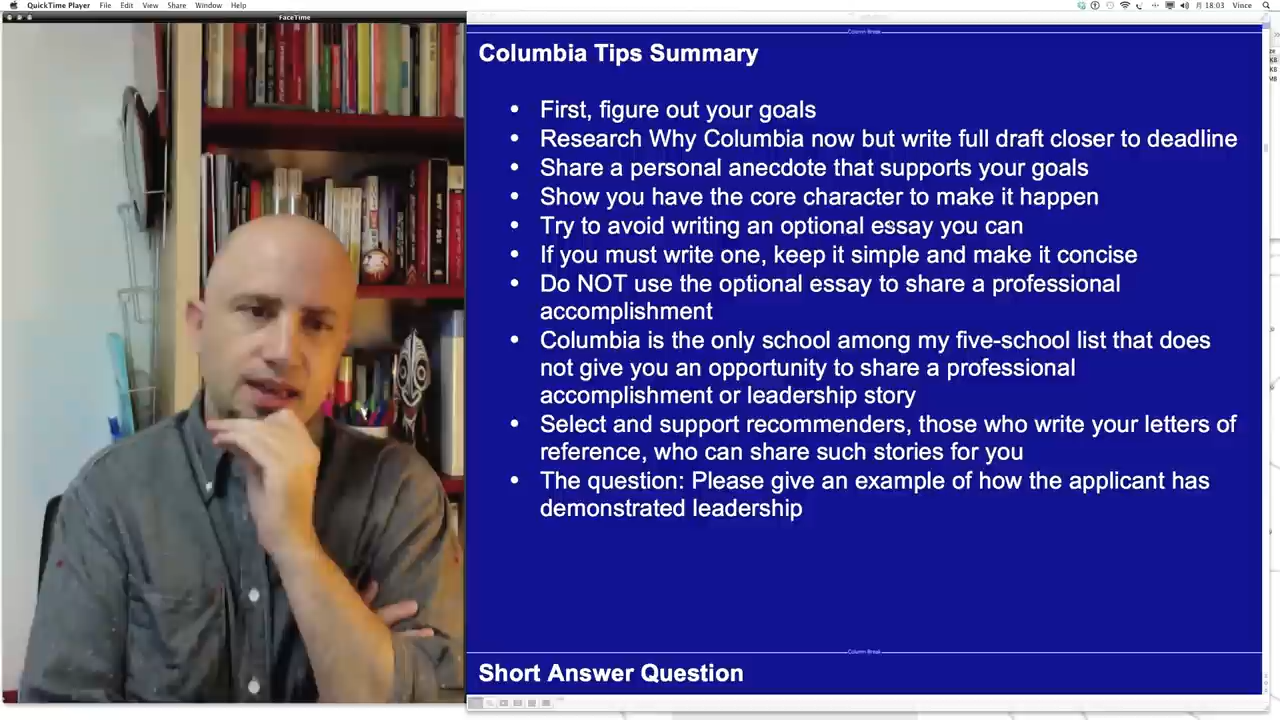 QuickTime Player File Edit View Share Window Help
月 18:03 Vince
FaceTime
Column Break
Columbia Tips Summary
• First, figure out your goals
• Research Why Columbia now but write full draft closer to deadline
• Share a personal anecdote that supports your goals
• Show you have the core character to make it happen
• Try to avoid writing an optional essay you can
• If you must write one, keep it simple and make it concise
• Do NOT use the optional essay to share a professional
accomplishment
• Columbia is the only school among my five-school list that does
not give you an opportunity to share a professional
accomplishment or leadership story
• Select and support recommenders, those who write your letters of
reference, who can share such stories for you
• The question: Please give an example of how the applicant has
demonstrated leadership
Column Break
Short Answer Question